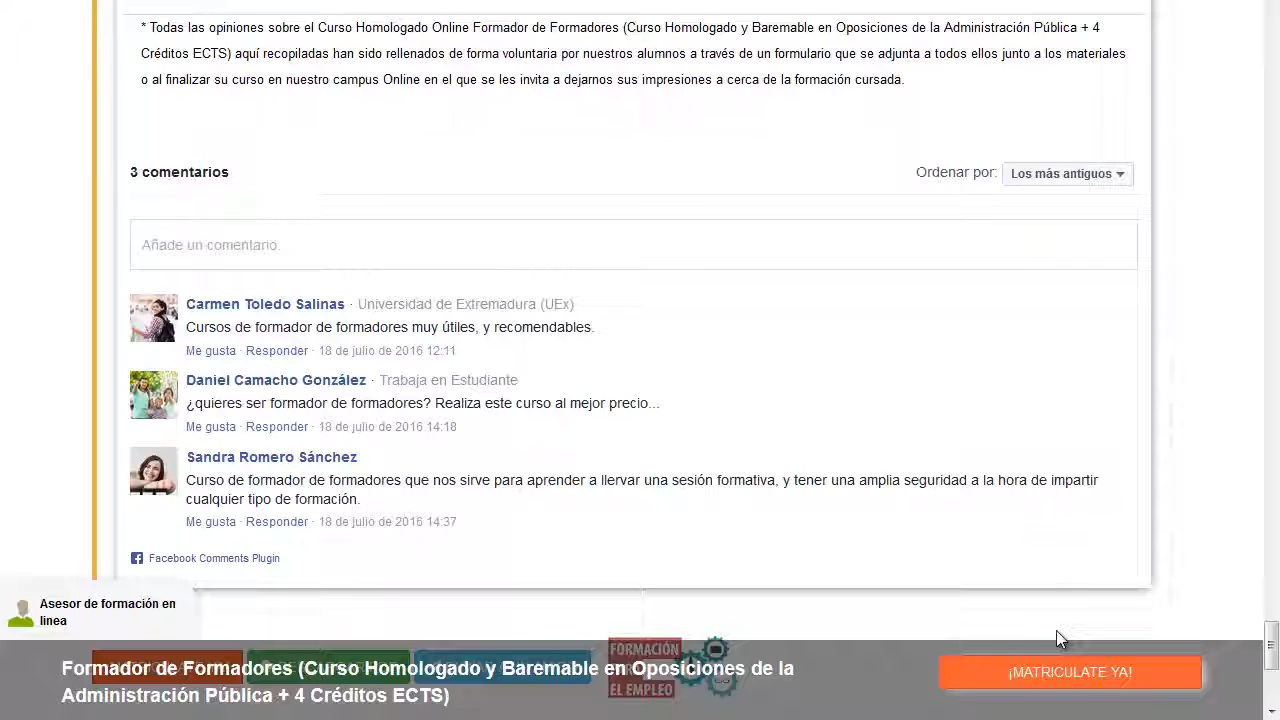 * Todas las opiniones sobre el Curso Homologado Online Formador de Formadores (Curso Homologado y Baremable en Oposiciones de la Administración Pública + 4
Créditos ECTS) aquí recopiladas han sido rellenados de forma voluntaria por nuestros alumnos a través de un formulario que se adjunta a todos ellos junto a los materiales
o al finalizar su curso en nuestro campus Online en el que se les invita a dejarnos sus impresiones a cerca de la formación cursada.
3 comentarios
Ordenar por: Los más antiguos
Añade un comentario.
Carmen Toledo Salinas · Universidad de Extremadura (UEx)
Cursos de formador de formadores muy útiles, y recomendables.
Me gusta · Responder · 18 de julio de 2016 12:11
Daniel Camacho González · Trabaja en Estudiante
¿quieres ser formador de formadores? Realiza este curso al mejor precio...
Me gusta · Responder · 18 de julio de 2016 14:18
Sandra Romero Sánchez
Curso de formador de formadores que nos sirve para aprender a llervar una sesión formativa, y tener una amplia seguridad a la hora de impartir
cualquier tipo de formación.
Me gusta · Responder · 18 de julio de 2016 14:37
Facebook Comments Plugin
Asesor de formación en
linea
FORMACIÓN
EL EMPLEO
Formador de Formadores (Curso Homologado y Baremable en Oposiciones de la
Administración Pública + 4 Créditos ECTS)
¡MATRICULATE YA!